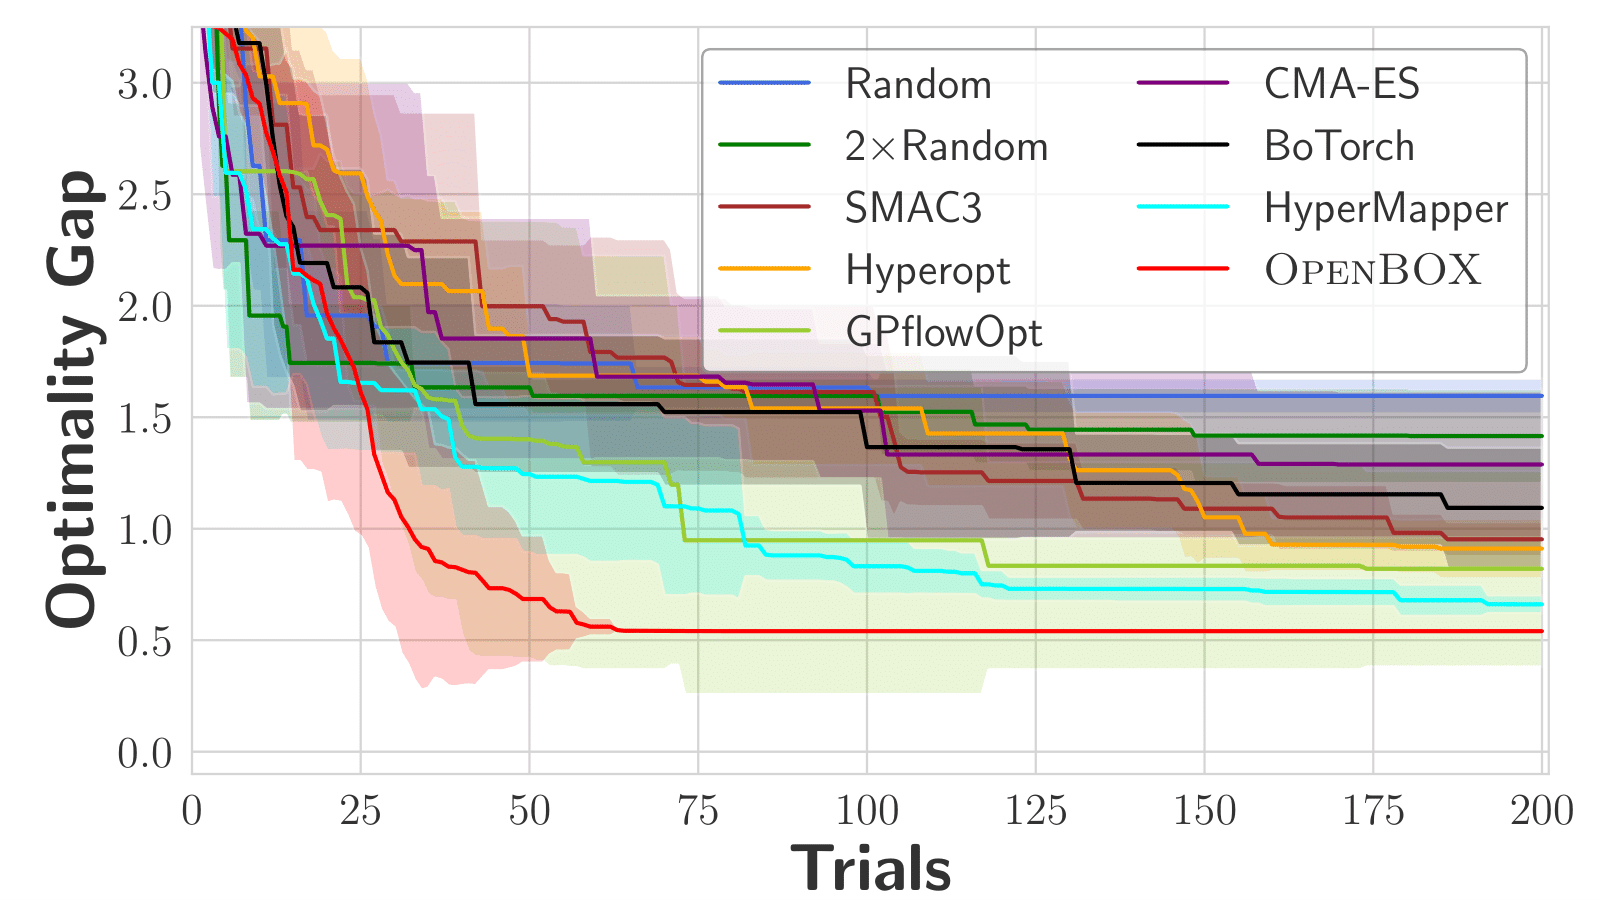 Optimality Gap
3.0
2.5
2.0
1.5
1.0
0.5
0.0
Random
2×Random
SMAC3
Hyperopt
GPflowOpt
CMA-ES
BoTorch
HyperMapper
OPENBOX
0 25 50 75 100 125 150 175 200
Trials